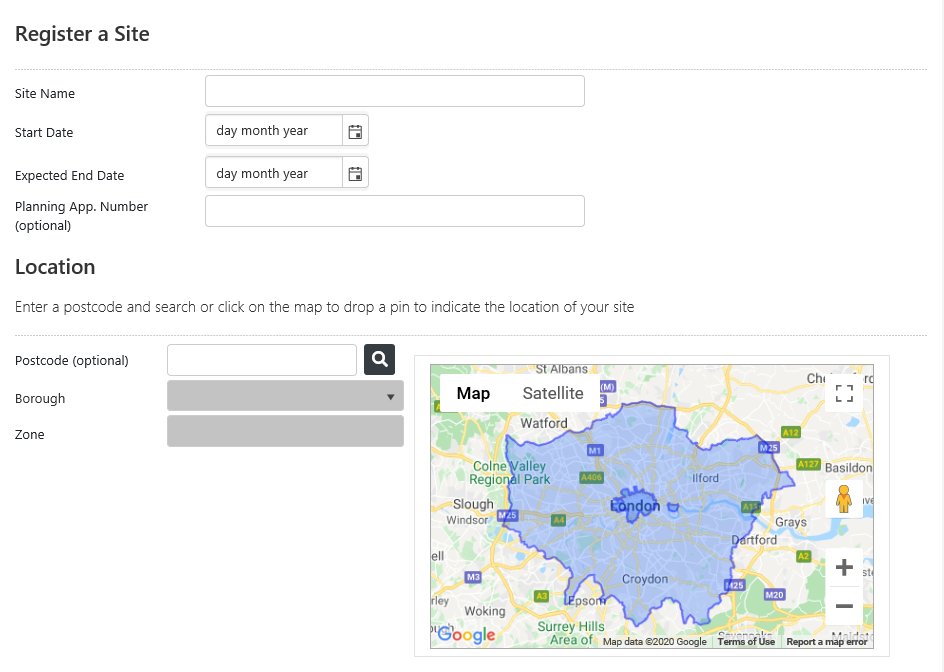 Register a Site
Site Name
Start Date
day month year
Expected End Date
day month year
Planning App. Number
(optional)
Location
Enter a postcode and search or click on the map to drop a pin to indicate the location of your site
Postcode (optional)
Borough
Zone
St Albans
Map
Satellite
(M)
Watford
A12
M1
M25
A127
Basildon
Colne Valley
Regional Park
A406
Ilford
Slough
London
Windsor
M25
A4
Grays
Dartford
A2
M3
Croydon
M25
M20
A3
Epsom
Woking
Surrey Hills
Area of
Google
Map data ©2020 Google
Terms of Use
Report a map error